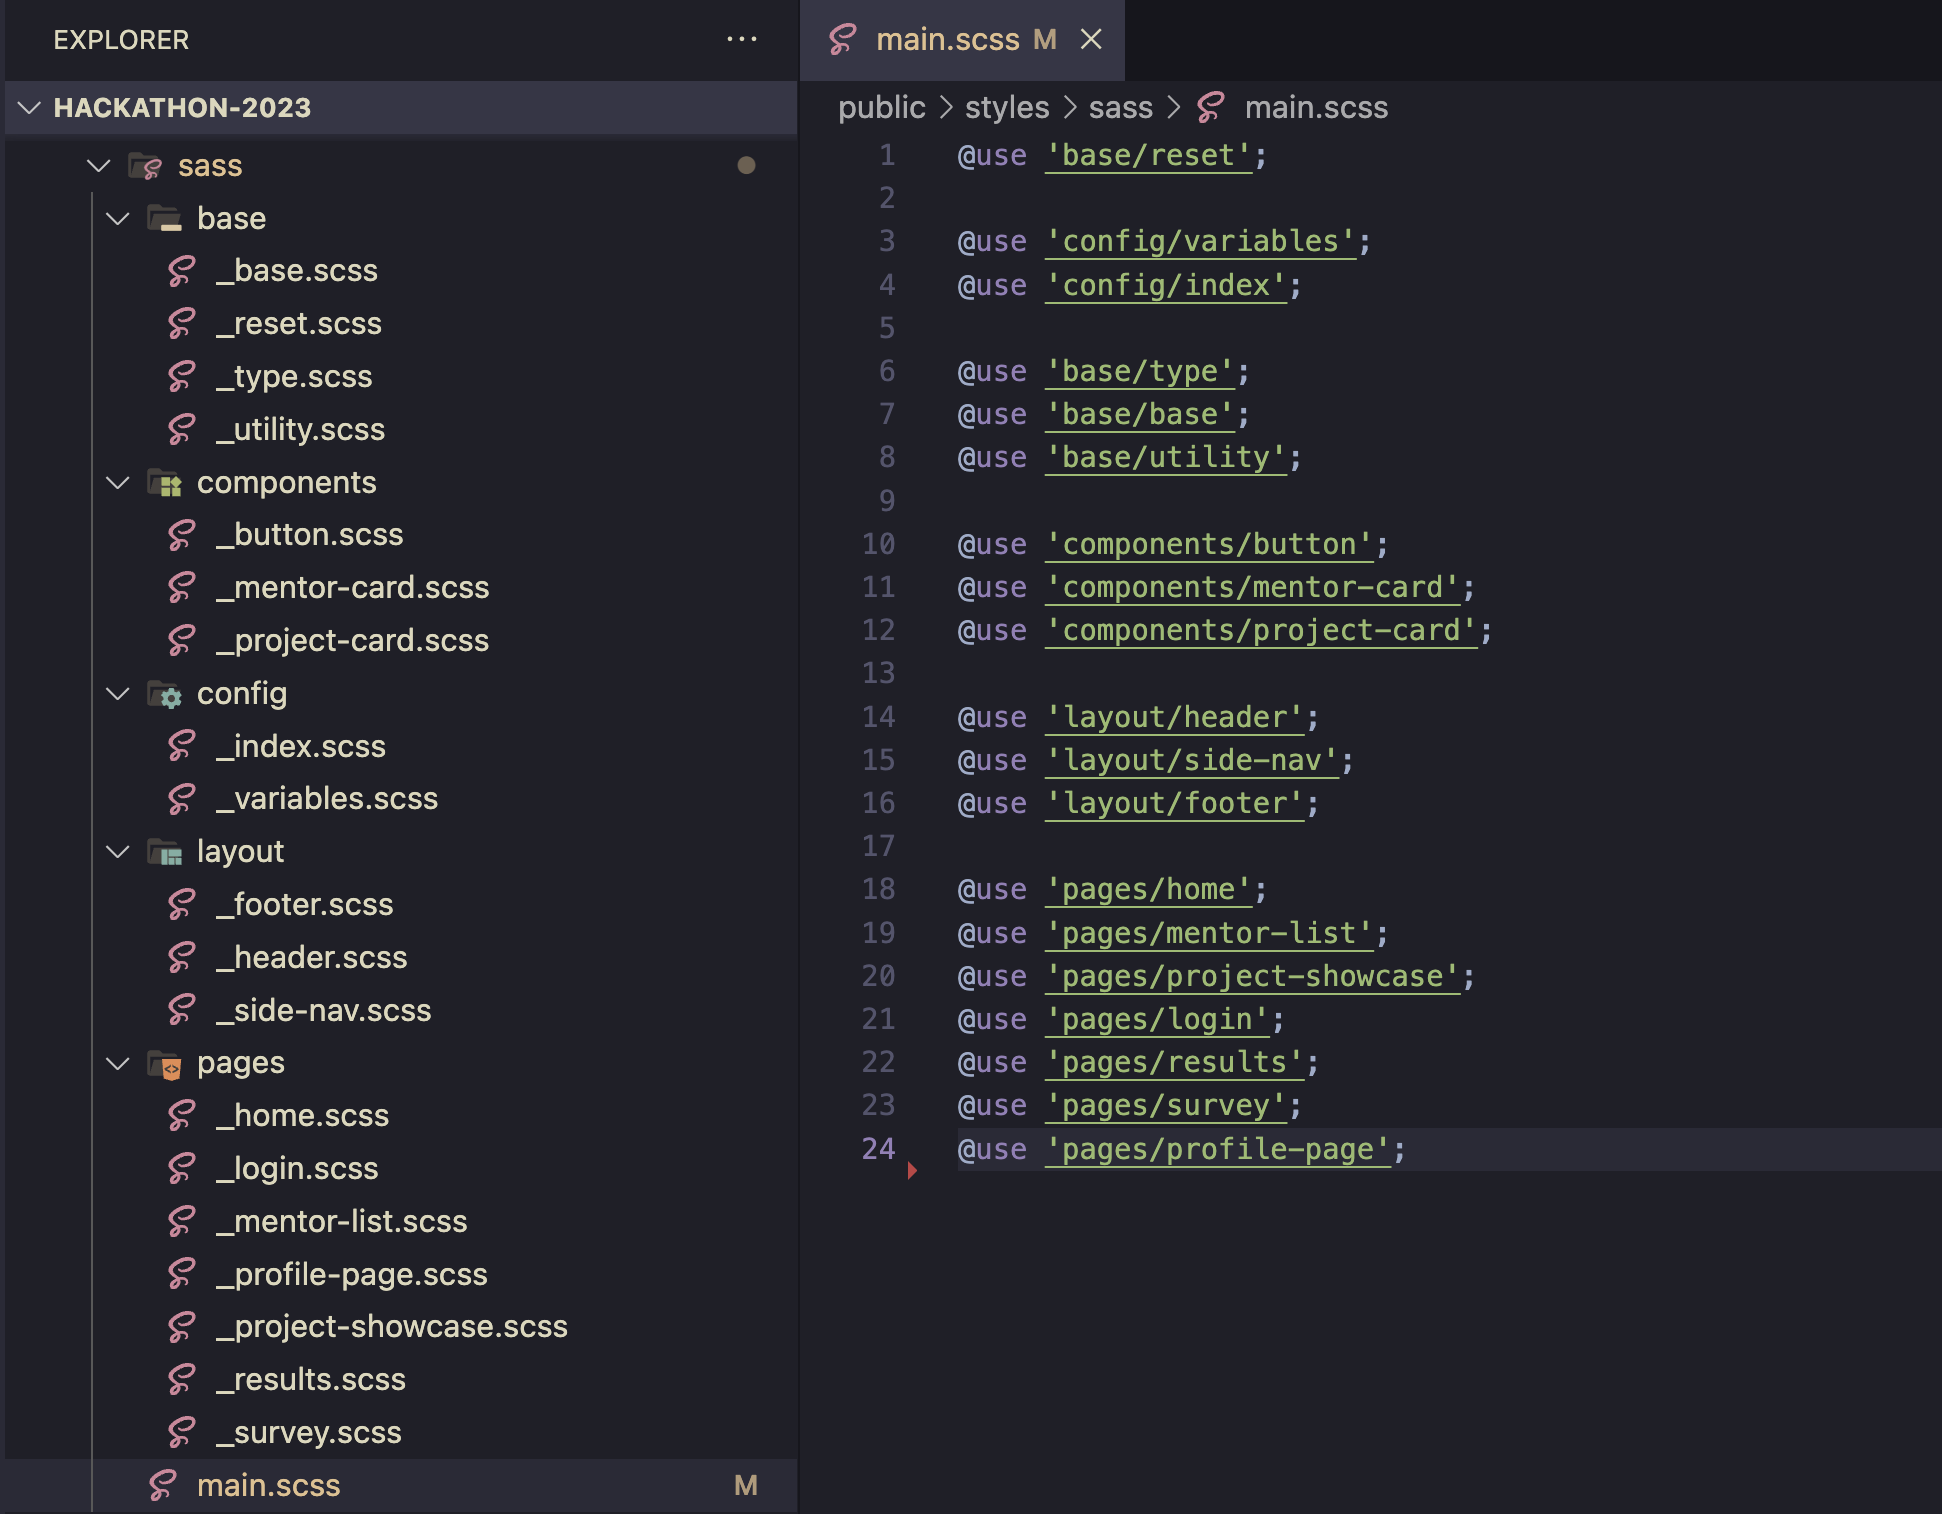 EXPLORER
HACKATHON-2023
sass
base
_base.scss
_reset.scss
_type.scss
_utility.scss
components
_button.scss
_mentor-card.scss
_project-card.scss
config
_index.scss
_variables.scss
layout
_footer.scss
_header.scss
_side-nav.scss
pages
_home.scss
_login.scss
_mentor-list.scss
_profile-page.scss
_project-showcase.scss
_results.scss
_survey.scss
main.scss M
main.scss M
public > styles > sass > main.scss
1 @use 'base/reset';
2
3 @use 'config/variables';
4 @use 'config/index';
5
6 @use 'base/type';
7 @use 'base/base';
8 @use 'base/utility';
9
10 @use 'components/button';
11 @use 'components/mentor-card';
12 @use 'components/project-card';
13
14 @use 'layout/header';
15 @use 'layout/side-nav';
16 @use 'layout/footer';
17
18 @use 'pages/home';
19 @use 'pages/mentor-list';
20 @use 'pages/project-showcase';
21 @use 'pages/login';
22 @use 'pages/results';
23 @use 'pages/survey';
24 @use 'pages/profile-page';